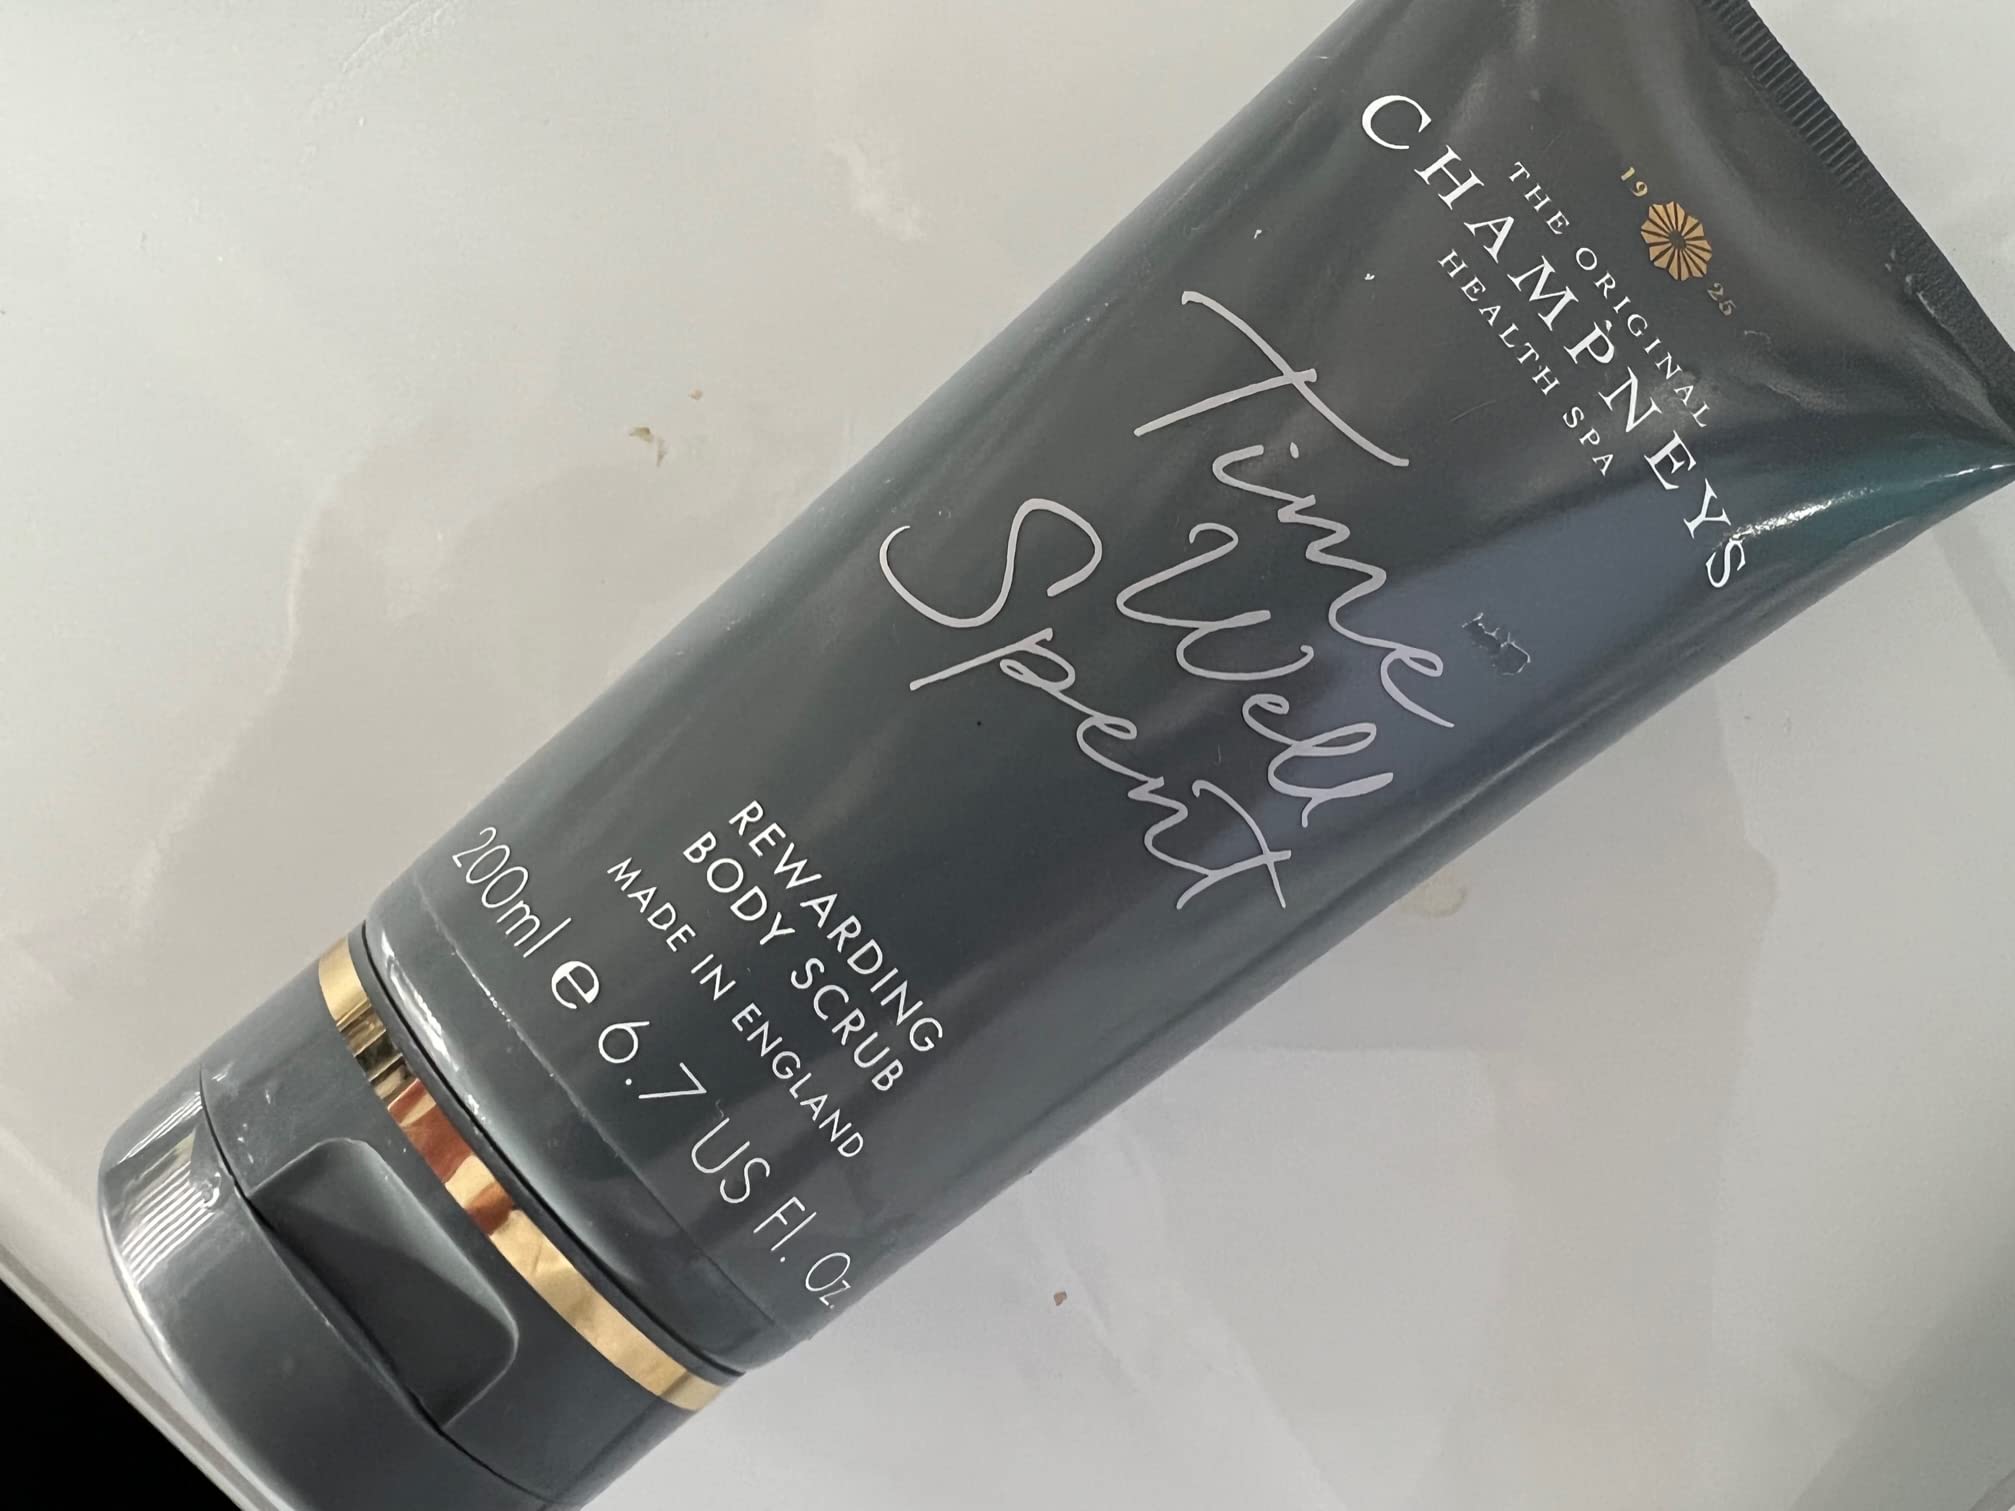 19 25
THE ORIGINAL
CHAMPNEYS
HEALTH SPA
Time
Well
Spent
REWARDING
BODY SCRUB
MADE IN ENGLAND
200ml e 6.7 US Fl. Oz.